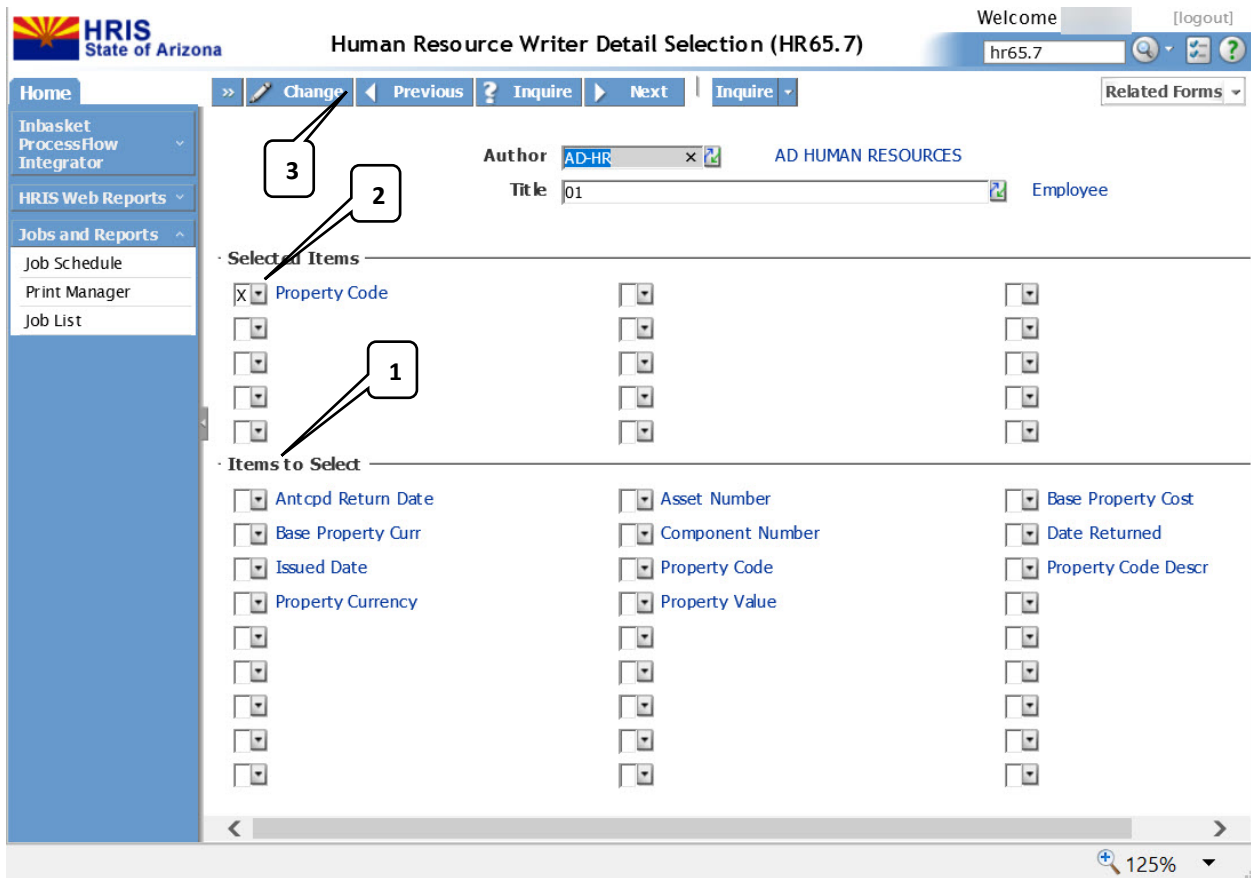 HRIS
State of Arizona
Human Resource Writer Detail Selection (HR65.7)
Welcome [logout]
hr65.7
Home
» Change Previous Inquire Next Inquire
Related Forms
Inbasket
ProcessFlow
Integrator
HRIS Web Reports
Jobs and Reports
Job Schedule
Print Manager
Job List
Author AD-HR × AD HUMAN RESOURCES
Title 01 Employee
3
2
Selected Items
X Property Code
1
Items to Select
Antcpd Return Date Asset Number Base Property Cost
Base Property Curr Component Number Date Returned
Issued Date Property Code Property Code Descr
Property Currency Property Value
125%